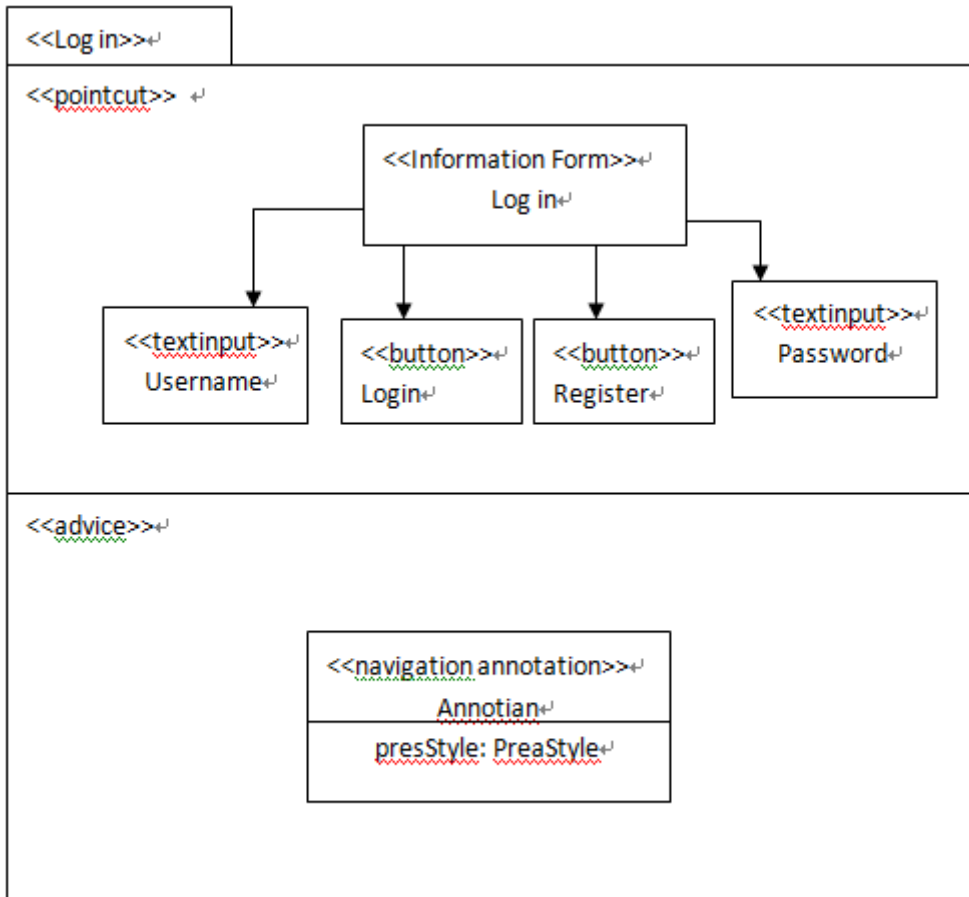 <<Log in>>
<<pointcut>>
<<Information Form>>
Log in
<<textinput>>
Username
<<button>>
Login
<<button>>
Register
<<textinput>>
Password
<<advice>>
<<navigation annotation>>
Annotian
presStyle: PreaStyle